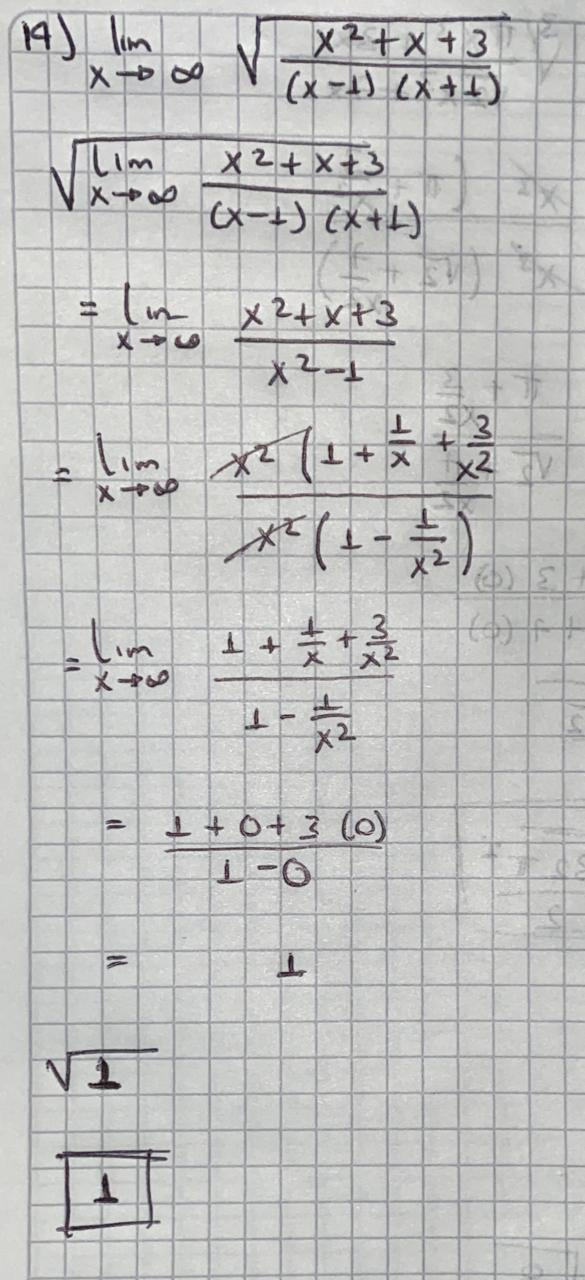 14) lim x→∞ √((x²+x+3)/((x-1) (x+1)))
√(lim x→∞ (x²+x+3)/((x-1) (x+1)))
= lim x→∞ (x²+x+3)/(x²-1)
= lim x→∞ (x² (1 + 1/x + 3/x²)/(x² (1 - 1/x²))
= lim x→∞ (1 + 1/x + 3/x²)/(1 - 1/x²)
= (1 + 0 + 3 (0))/(1 - 0)
= 1
√1
1